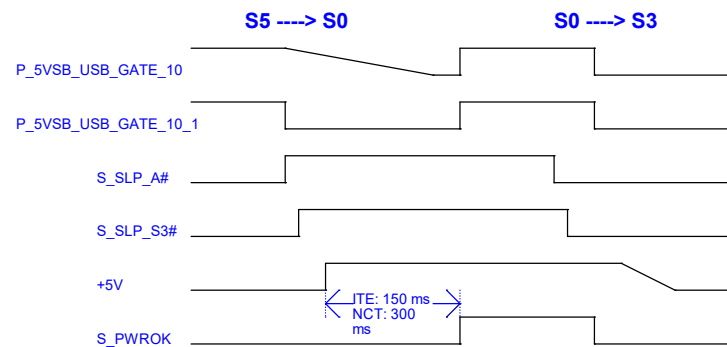 S5 ----> S0
S0 ----> S3
P_5VSB_USB_GATE_10
P_5VSB_USB_GATE_10_1
S_SLP_A#
S_SLP_S3#
+5V
ITE: 150 ms
NCT: 300
ms
S_PWROK